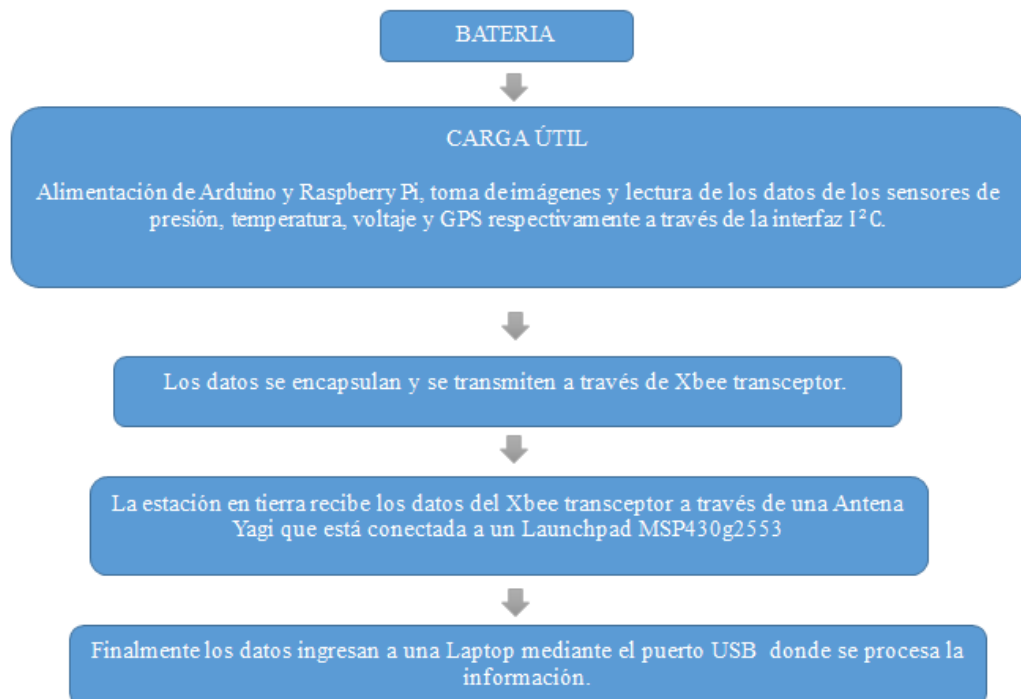 BATERIA
CARGA ÚTIL
Alimentación de Arduino y Raspberry Pi, toma de imágenes y lectura de los datos de los sensores de
presión, temperatura, voltaje y GPS respectivamente a través de la interfaz I²C.
Los datos se encapsulan y se transmiten a través de Xbee transceptor.
La estación en tierra recibe los datos del Xbee transceptor a través de una Antena
Yagi que está conectada a un Launchpad MSP430g2553
Finalmente los datos ingresan a una Laptop mediante el puerto USB donde se procesa la
información.